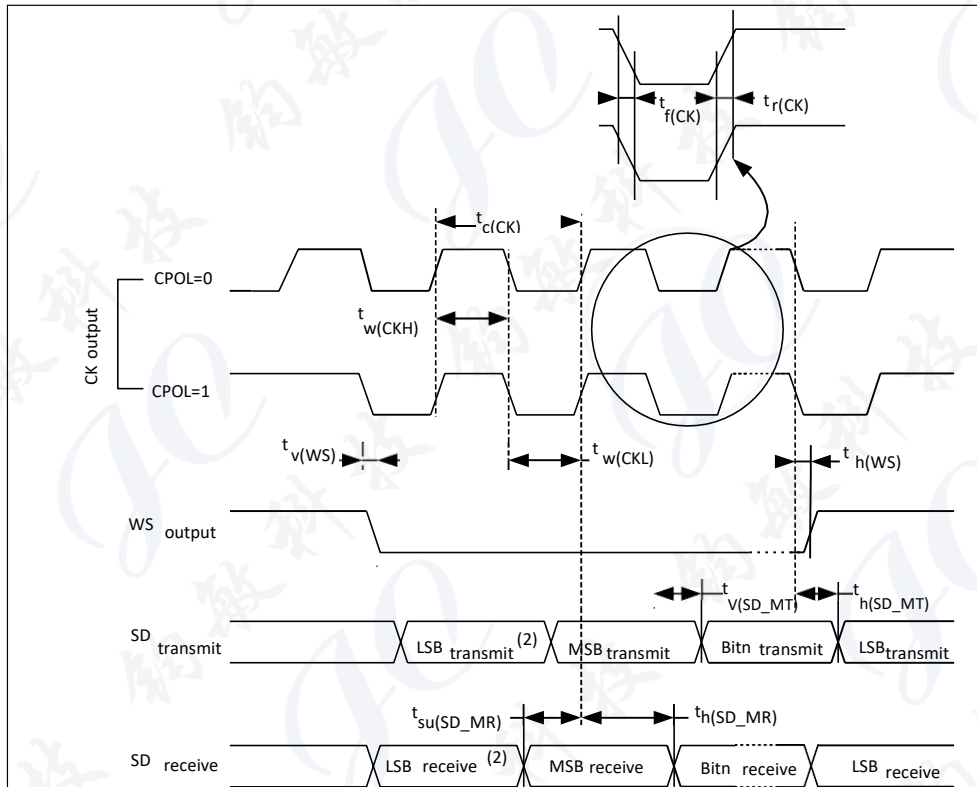 t f(CK)
t r(CK)
t c(CK)
CPOL=0
t w(CKH)
CK output
CPOL=1
t v(WS)
t w(CKL)
t h(WS)
WS output
t V(SD_MT)
t h(SD_MT)
SD transmit
LSB transmit (2)
MSB transmit
Bitn transmit
LSB transmit
t su(SD_MR)
t h(SD_MR)
SD receive
LSB receive (2)
MSB receive
Bitn receive
LSB receive